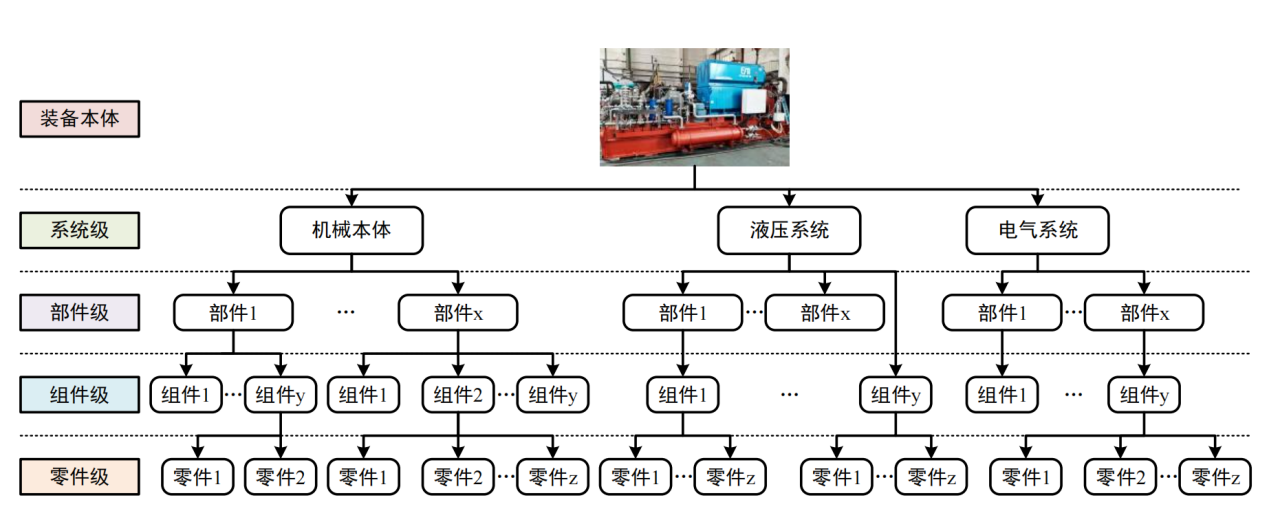 装备本体
系统级 机械本体 液压系统 电气系统
部件级 部件1 ··· 部件x 部件1 ··· 部件x 部件1 ··· 部件x
组件级 组件1 ··· 组件y 组件1 组件2 ··· 组件y 组件1 ··· 组件y 组件1 ··· 组件y
零件级 零件1 零件2 零件1 零件2 ··· 零件z 零件1 ··· 零件z 零件1 ··· 零件z 零件1 零件2 ··· 零件z